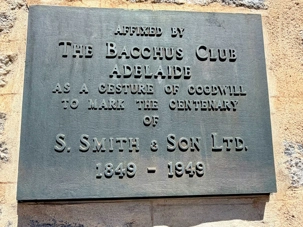 AFFIXED BY
THE BACCHUS CLUB
ADELAIDE
AS A GESTURE OF GOODWILL
TO MARK THE CENTENARY
OF
S. SMITH & SON LTD.
1849 - 1949